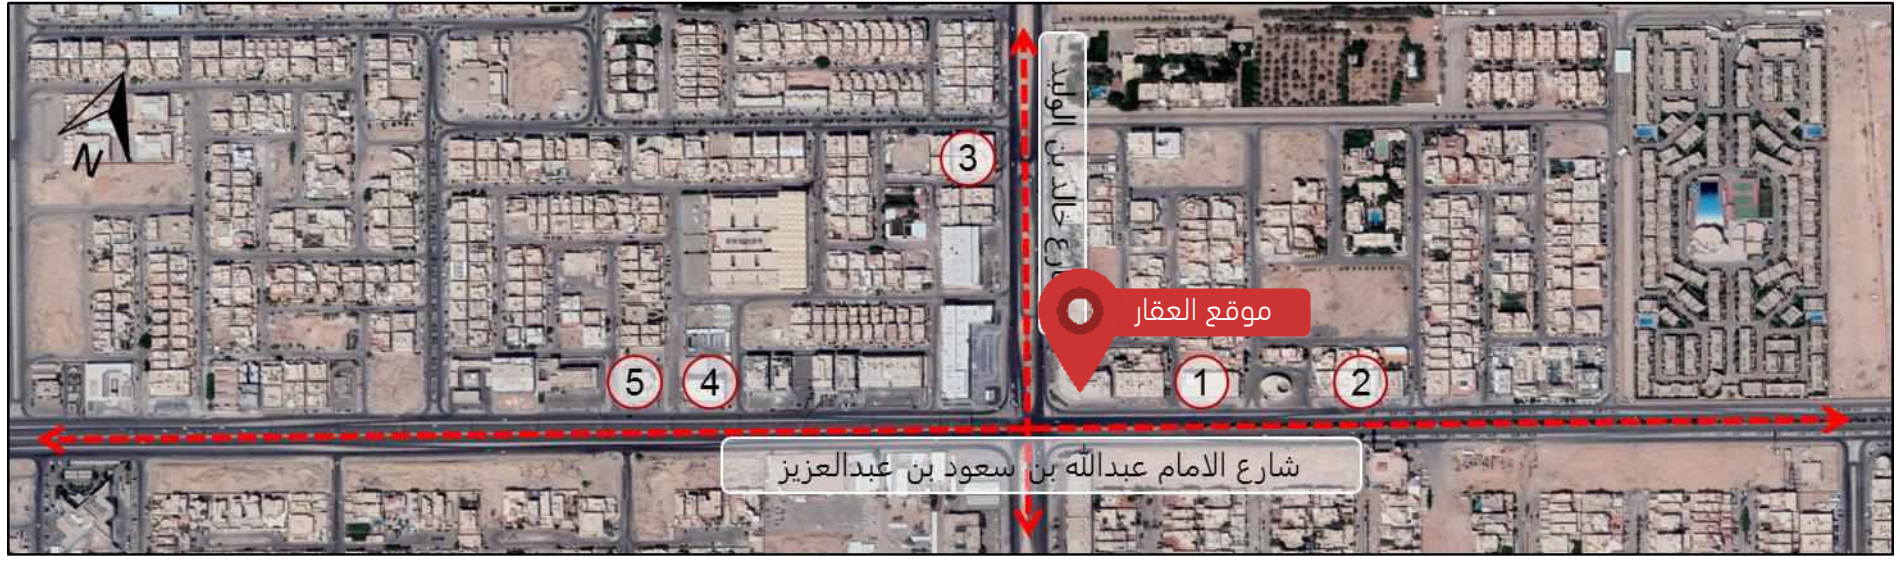 شارع خالد بن الوليد
3
موقع العقار
5
4
1
2
شارع الامام عبدالله بن سعود بن عبدالعزيز
N